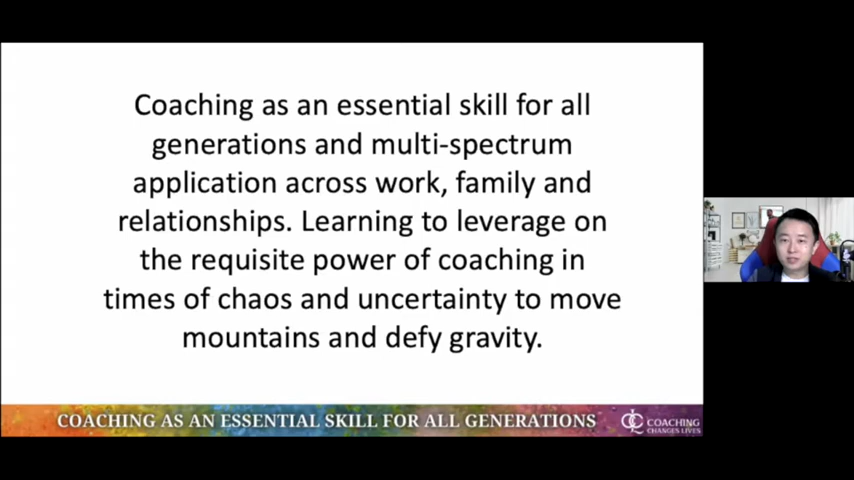 Coaching as an essential skill for all
generations and multi-spectrum
application across work, family and
relationships. Learning to leverage on
the requisite power of coaching in
times of chaos and uncertainty to move
mountains and defy gravity.
COACHING AS AN ESSENTIAL SKILL FOR ALL GENERATIONS
COACHING
CHANGES LIVES